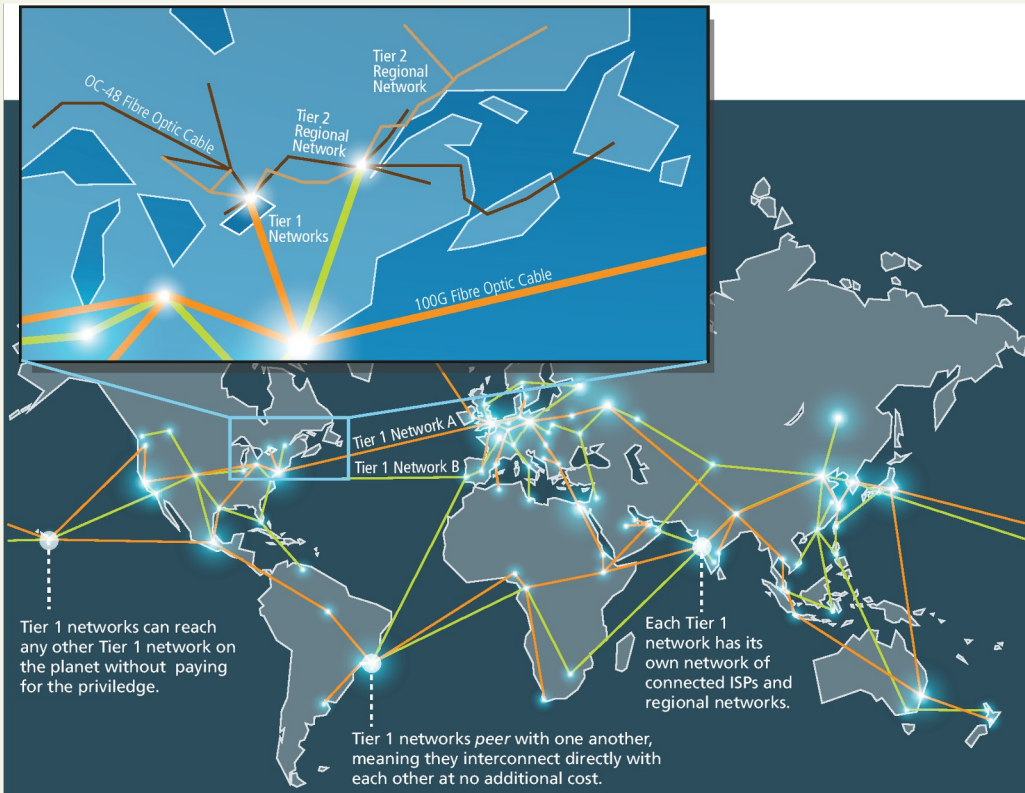 Tier 2
Regional
Network
OC-48 Fibre Optic Cable
Tier 2
Regional
Network
Tier 1
Networks
100G Fibre Optic Cable
Tier 1 Network A
Tier 1 Network B
Tier 1 networks can reach
any other Tier 1 network on
the planet without paying
for the priviledge.
Each Tier 1
network has its
own network of
connected ISPs and
regional networks.
Tier 1 networks peer with one another,
meaning they interconnect directly with
each other at no additional cost.